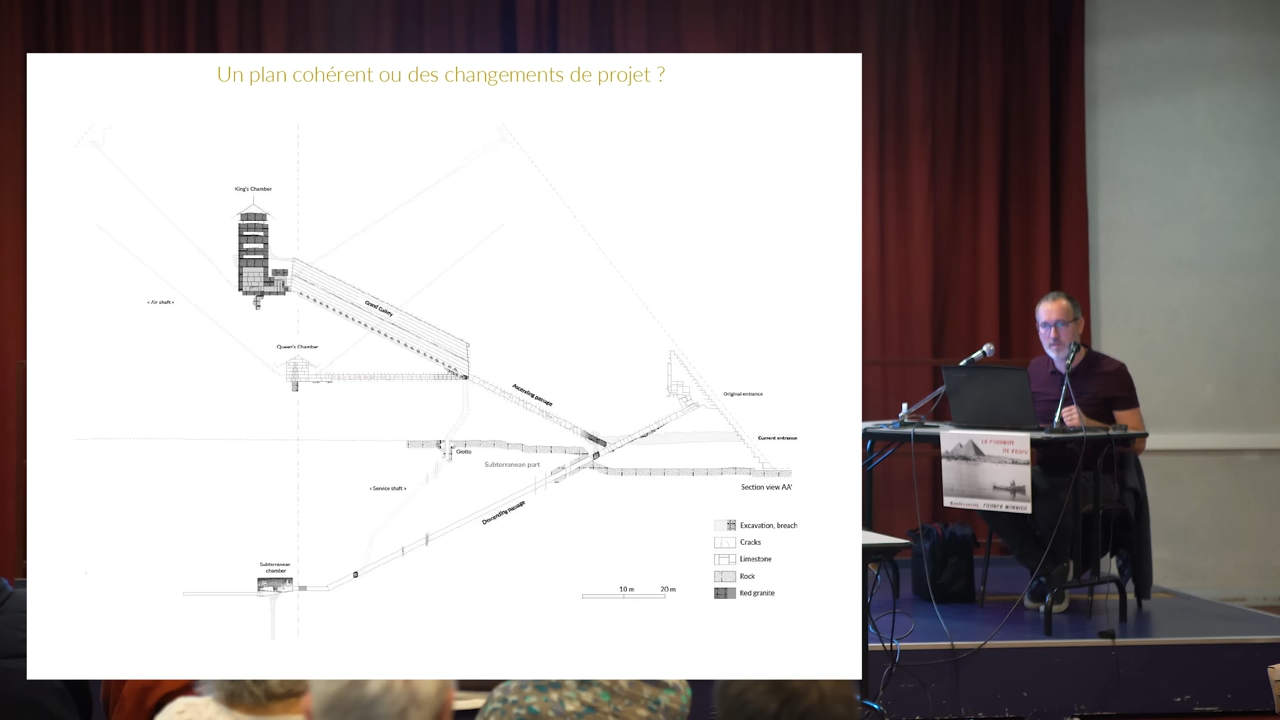 Un plan cohérent ou des changements de projet ?
King's Chamber
Grand Gallery
« Air shaft »
Queen's Chamber
Ascending passage
Original entrance
Current entrance
Grotto
Subterranean part
« Service shaft »
Section view AA'
Descending passage
Subterranean
chamber
10 m 20 m
Excavation, breach
Cracks
Limestone
Rock
Red granite
LA PYRAMIDE